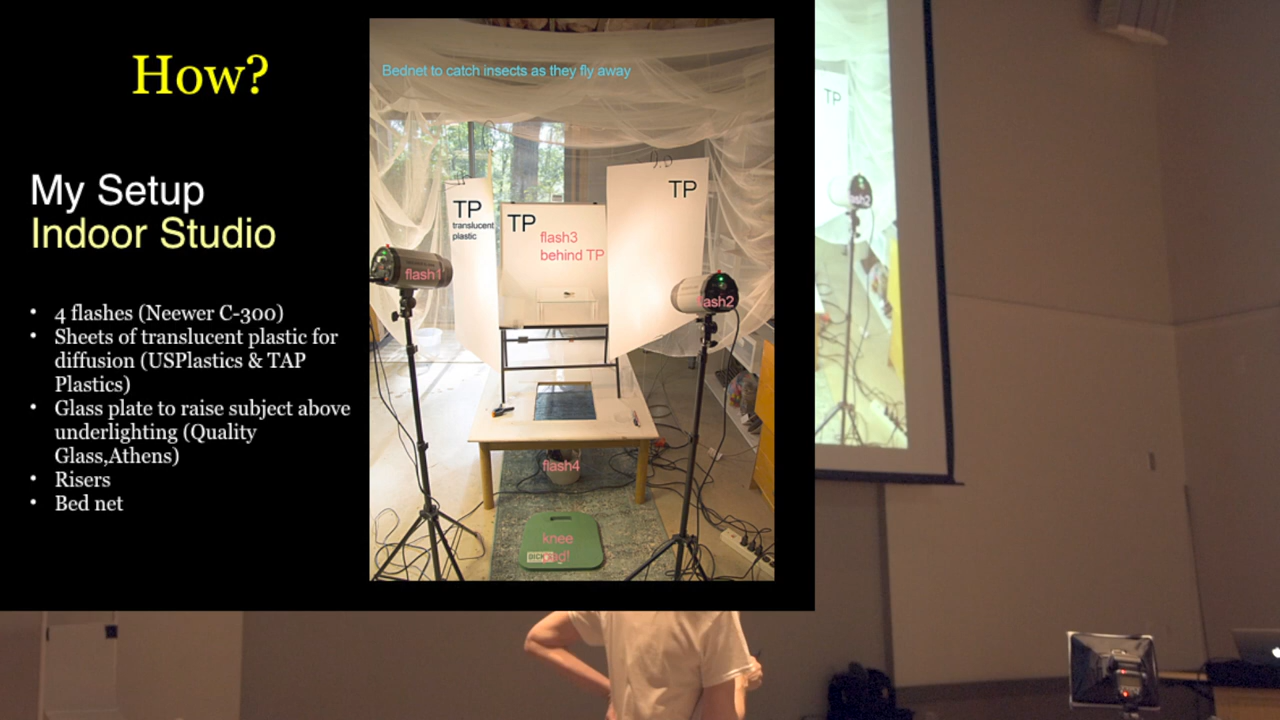 How?
My Setup
Indoor Studio
• 4 flashes (Neewer C-300)
• Sheets of translucent plastic for
diffusion (USPlastics & TAP
Plastics)
• Glass plate to raise subject above
underlighting (Quality
Glass,Athens)
• Risers
• Bed net
Bednet to catch insects as they fly away
TP
translucent
plastic
TP
flash3
behind TP
TP
flash1
flash2
flash4
knee
pad!
TP
flash2